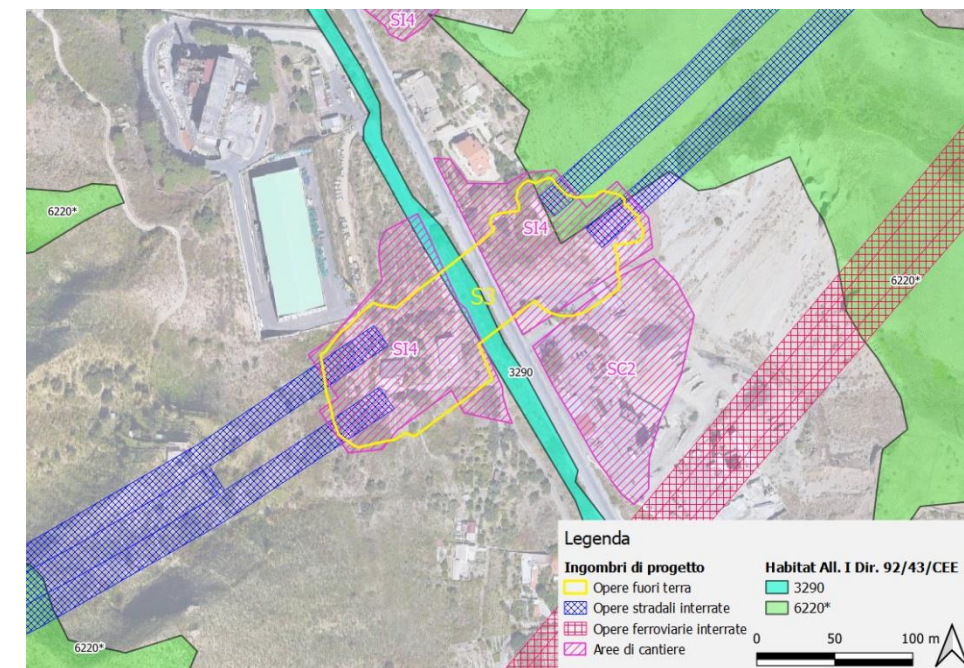 SI4
6220*
SI4
S3
6220*
SI4
SC2
3290
6220*
Legenda
Ingombri di progetto
Opere fuori terra
Opere stradali interrate
Opere ferroviarie interrate
Aree di cantiere
Habitat All. I Dir. 92/43/CEE
3290
6220*
0 50 100 m